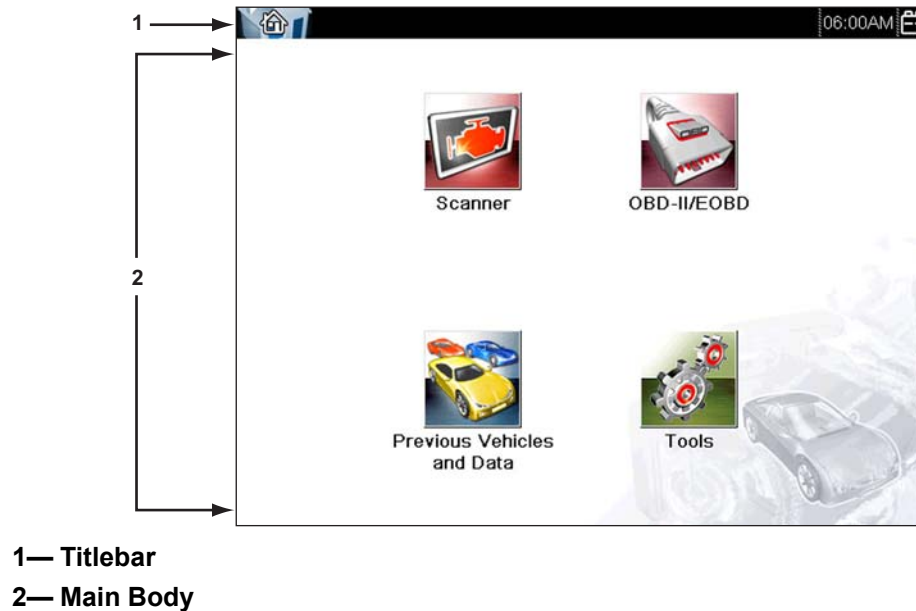 1
06:00AM
2
Scanner
OBD-II/EOBD
Previous Vehicles
and Data
Tools
1— Titlebar
2— Main Body